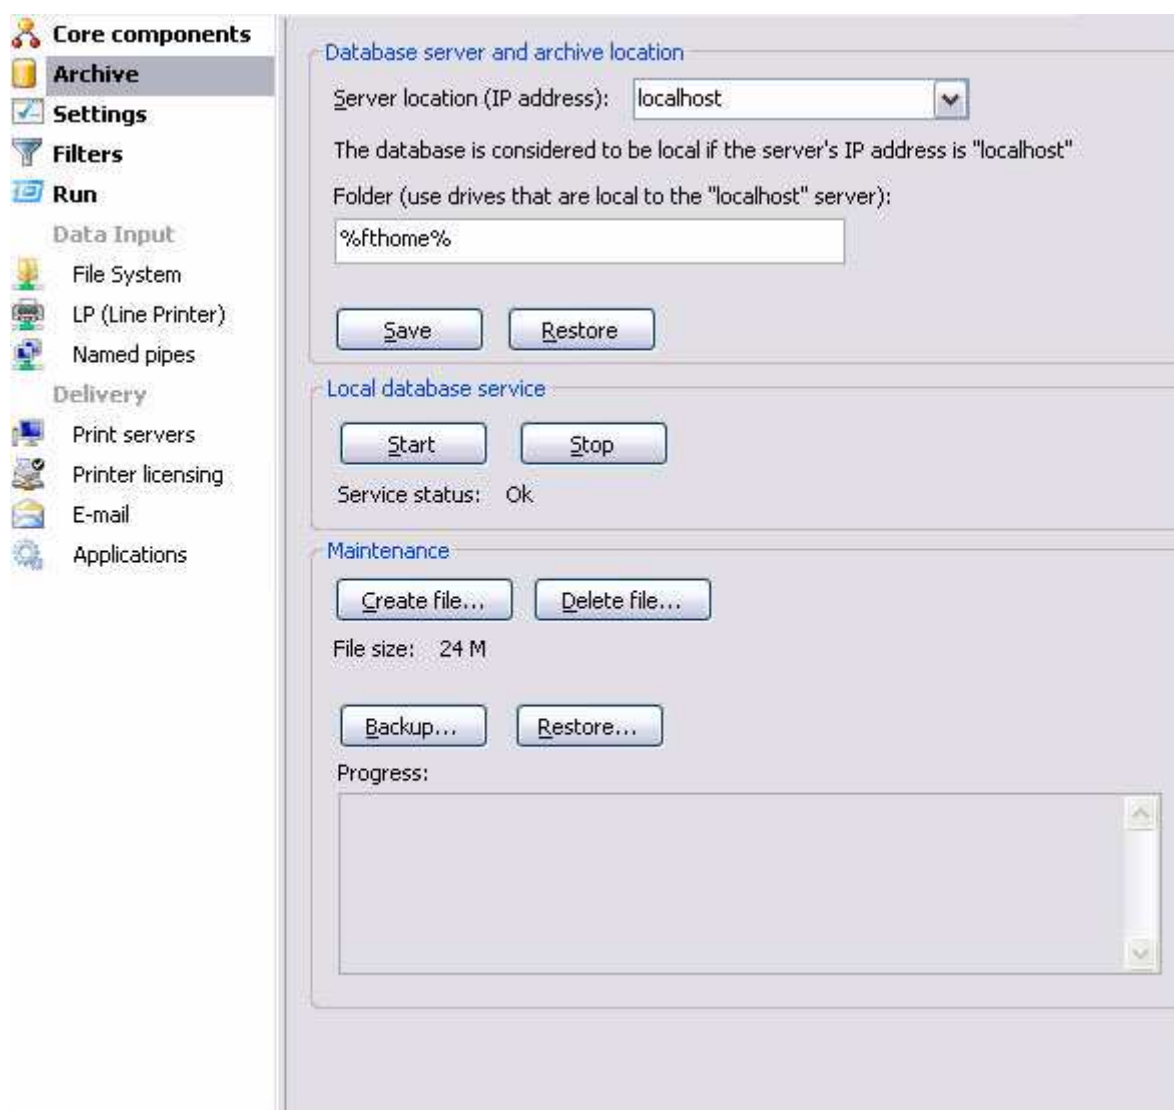 Core components
Archive
Settings
Filters
Run
Data Input
File System
LP (Line Printer)
Named pipes
Delivery
Print servers
Printer licensing
E-mail
Applications
Database server and archive location
Server location (IP address): localhost
The database is considered to be local if the server's IP address is "localhost"
Folder (use drives that are local to the "localhost" server):
%fthome%
Save Restore
Local database service
Start Stop
Service status: Ok
Maintenance
Create file... Delete file...
File size: 24 M
Backup... Restore...
Progress: